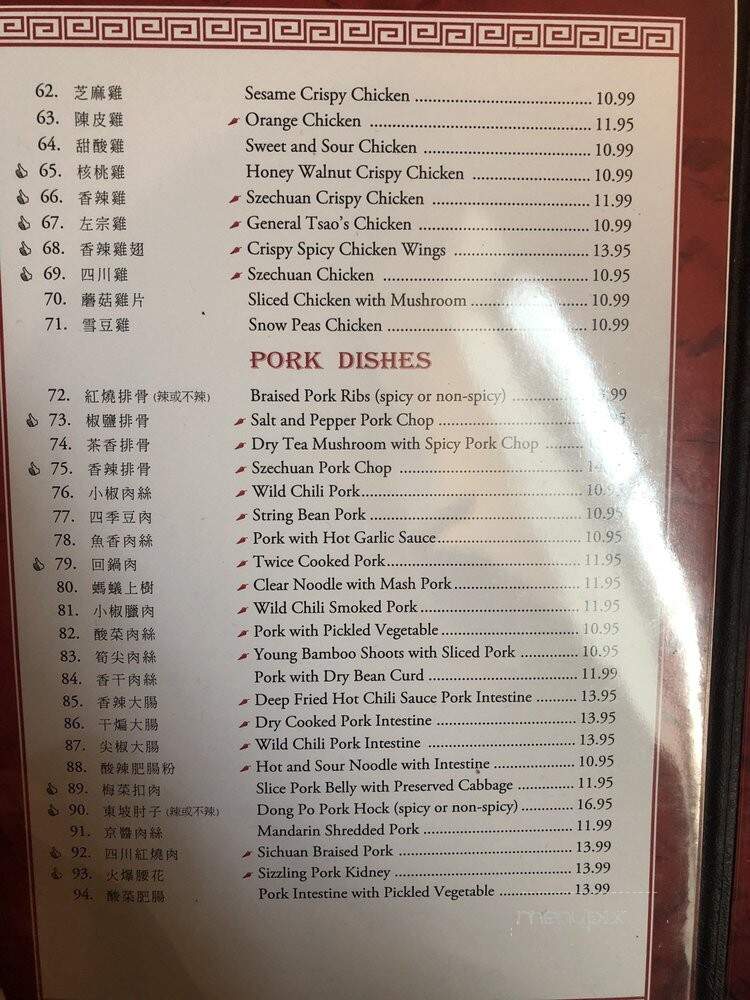 62. 芝麻雞 Sesame Crispy Chicken 10.99
63. 陳皮雞 Orange Chicken 11.95
64. 甜酸雞 Sweet and Sour Chicken 10.99
65. 核桃雞 Honey Walnut Crispy Chicken 10.99
66. 香辣雞 Szechuan Crispy Chicken 11.99
67. 左宗雞 General Tsao's Chicken 10.99
68. 香辣雞翅 Crispy Spicy Chicken Wings 13.95
69. 四川雞 Szechuan Chicken 10.95
70. 蘑菇雞片 Sliced Chicken with Mushroom 10.99
71. 雪豆雞 Snow Peas Chicken 10.99
PORK DISHES
72. 紅燒排骨 (辣或不辣) Braised Pork Ribs (spicy or non-spicy)
73. 椒鹽排骨 Salt and Pepper Pork Chop
74. 茶香排骨 Dry Tea Mushroom with Spicy Pork Chop
75. 香辣排骨 Szechuan Pork Chop
76. 小椒肉絲 Wild Chili Pork 10.95
77. 四季豆肉 String Bean Pork 10.95
78. 魚香肉絲 Pork with Hot Garlic Sauce 10.95
79. 回鍋肉 Twice Cooked Pork 11.95
80. 螞蟻上樹 Clear Noodle with Mash Pork 11.95
81. 小椒臘肉 Wild Chili Smoked Pork 11.95
82. 酸菜肉絲 Pork with Pickled Vegetable 10.95
83. 筍尖肉絲 Young Bamboo Shoots with Sliced Pork 10.95
84. 香干肉絲 Pork with Dry Bean Curd 11.99
85. 香辣大腸 Deep Fried Hot Chili Sauce Pork Intestine 13.95
86. 干煸大腸 Dry Cooked Pork Intestine 13.95
87. 尖椒大腸 Wild Chili Pork Intestine 13.95
88. 酸辣肥腸粉 Hot and Sour Noodle with Intestine 10.95
89. 梅菜扣肉 Slice Pork Belly with Preserved Cabbage 11.95
90. 東坡肘子 (辣或不辣) Dong Po Pork Hock (spicy or non-spicy) 16.95
91. 京醬肉絲 Mandarin Shredded Pork 11.99
92. 四川紅燒肉 Sichuan Braised Pork 13.99
93. 火爆腰花 Sizzling Pork Kidney 13.99
94. 酸菜肥腸 Pork Intestine with Pickled Vegetable 13.99
menupix